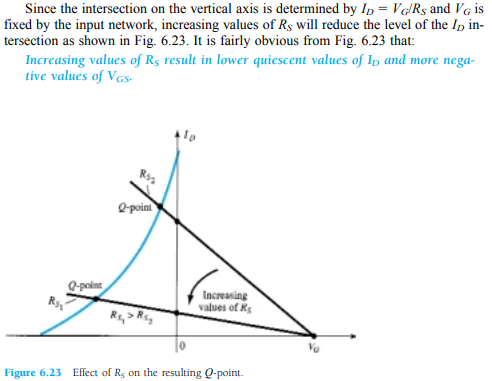 Since the intersection on the vertical axis is determined by I_D = V_G/R_S and V_G is
fixed by the input network, increasing values of R_S will reduce the level of the I_D in-
tersection as shown in Fig. 6.23. It is fairly obvious from Fig. 6.23 that:
Increasing values of R_S result in lower quiescent values of I_D and more nega-
tive values of V_GS.
I_D
R_S2
Q-point
Q-point
R_S1
Increasing
values of R_S
R_S1 > R_S2
0
V_G
Figure 6.23 Effect of R_S on the resulting Q-point.